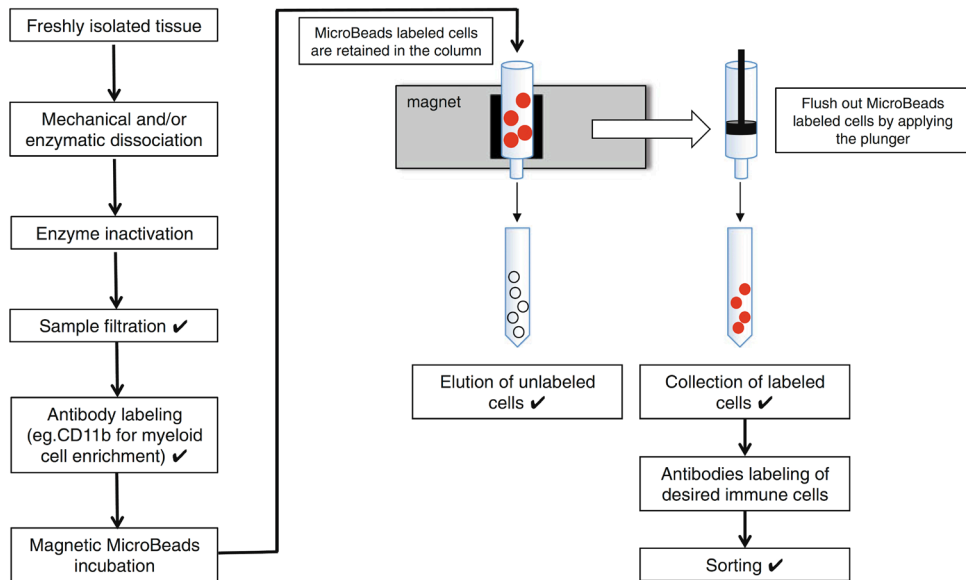 Freshly isolated tissue
Mechanical and/or
enzymatic dissociation
Enzyme inactivation
Sample filtration ✔
Antibody labeling
(eg.CD11b for myeloid
cell enrichment) ✔
Magnetic MicroBeads
incubation
MicroBeads labeled cells
are retained in the column
magnet
Flush out MicroBeads
labeled cells by applying
the plunger
Elution of unlabeled
cells ✔
Collection of labeled
cells ✔
Antibodies labeling of
desired immune cells
Sorting ✔